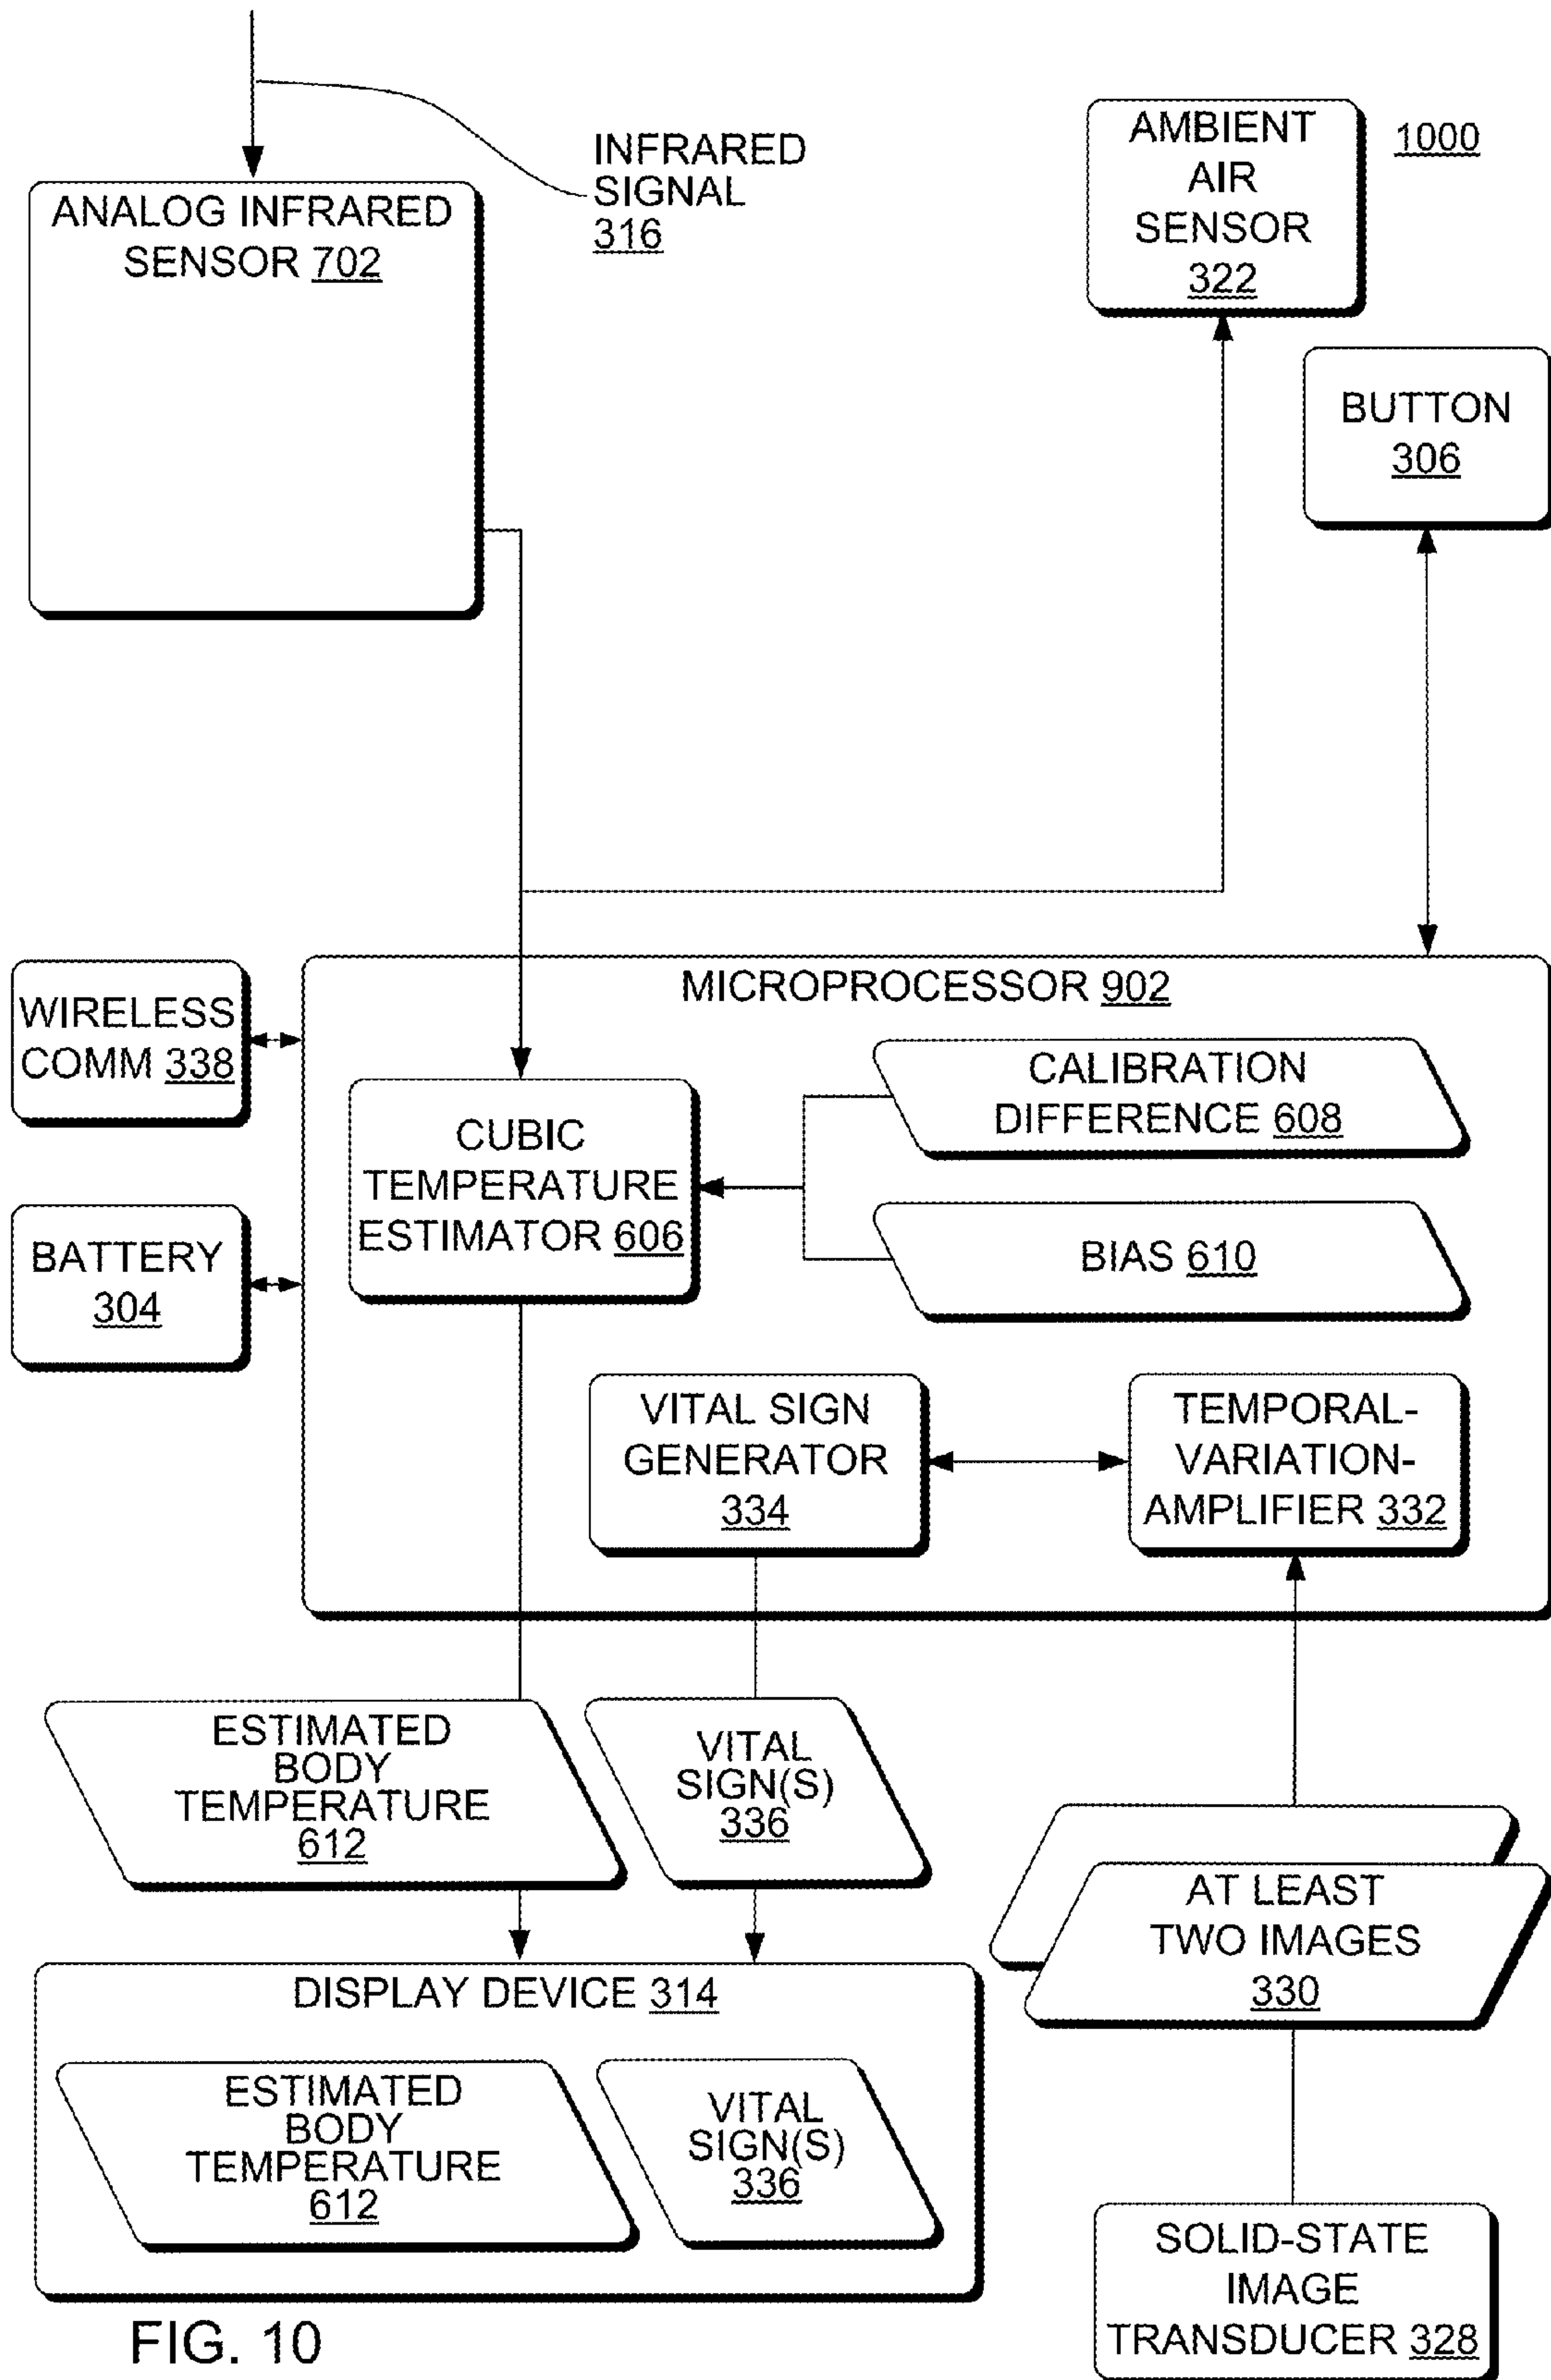 INFRARED
SIGNAL
316
ANALOG INFRARED
SENSOR 702
AMBIENT
AIR
SENSOR
322
1000
BUTTON
306
MICROPROCESSOR 902
WIRELESS
COMM 338
BATTERY
304
CUBIC
TEMPERATURE
ESTIMATOR 606
CALIBRATION
DIFFERENCE 608
BIAS 610
VITAL SIGN
GENERATOR
334
TEMPORAL-
VARIATION-
AMPLIFIER 332
ESTIMATED
BODY
TEMPERATURE
612
VITAL
SIGN(S)
336
AT LEAST
TWO IMAGES
330
DISPLAY DEVICE 314
ESTIMATED
BODY
TEMPERATURE
612
VITAL
SIGN(S)
336
SOLID-STATE
IMAGE
TRANSDUCER 328
FIG. 10